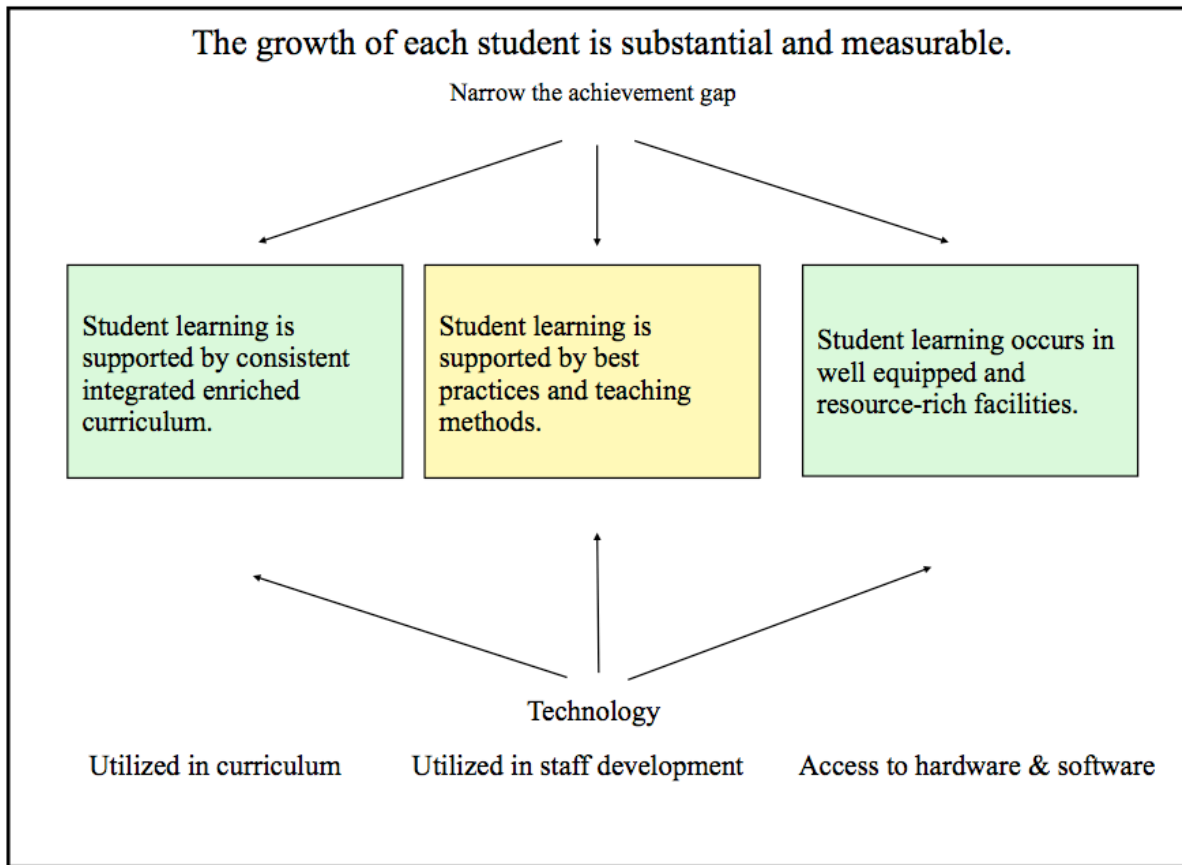 The growth of each student is substantial and measurable.
Narrow the achievement gap
Student learning is
supported by consistent
integrated enriched
curriculum.
Student learning is
supported by best
practices and teaching
methods.
Student learning occurs in
well equipped and
resource-rich facilities.
Technology
Utilized in curriculum
Utilized in staff development
Access to hardware & software